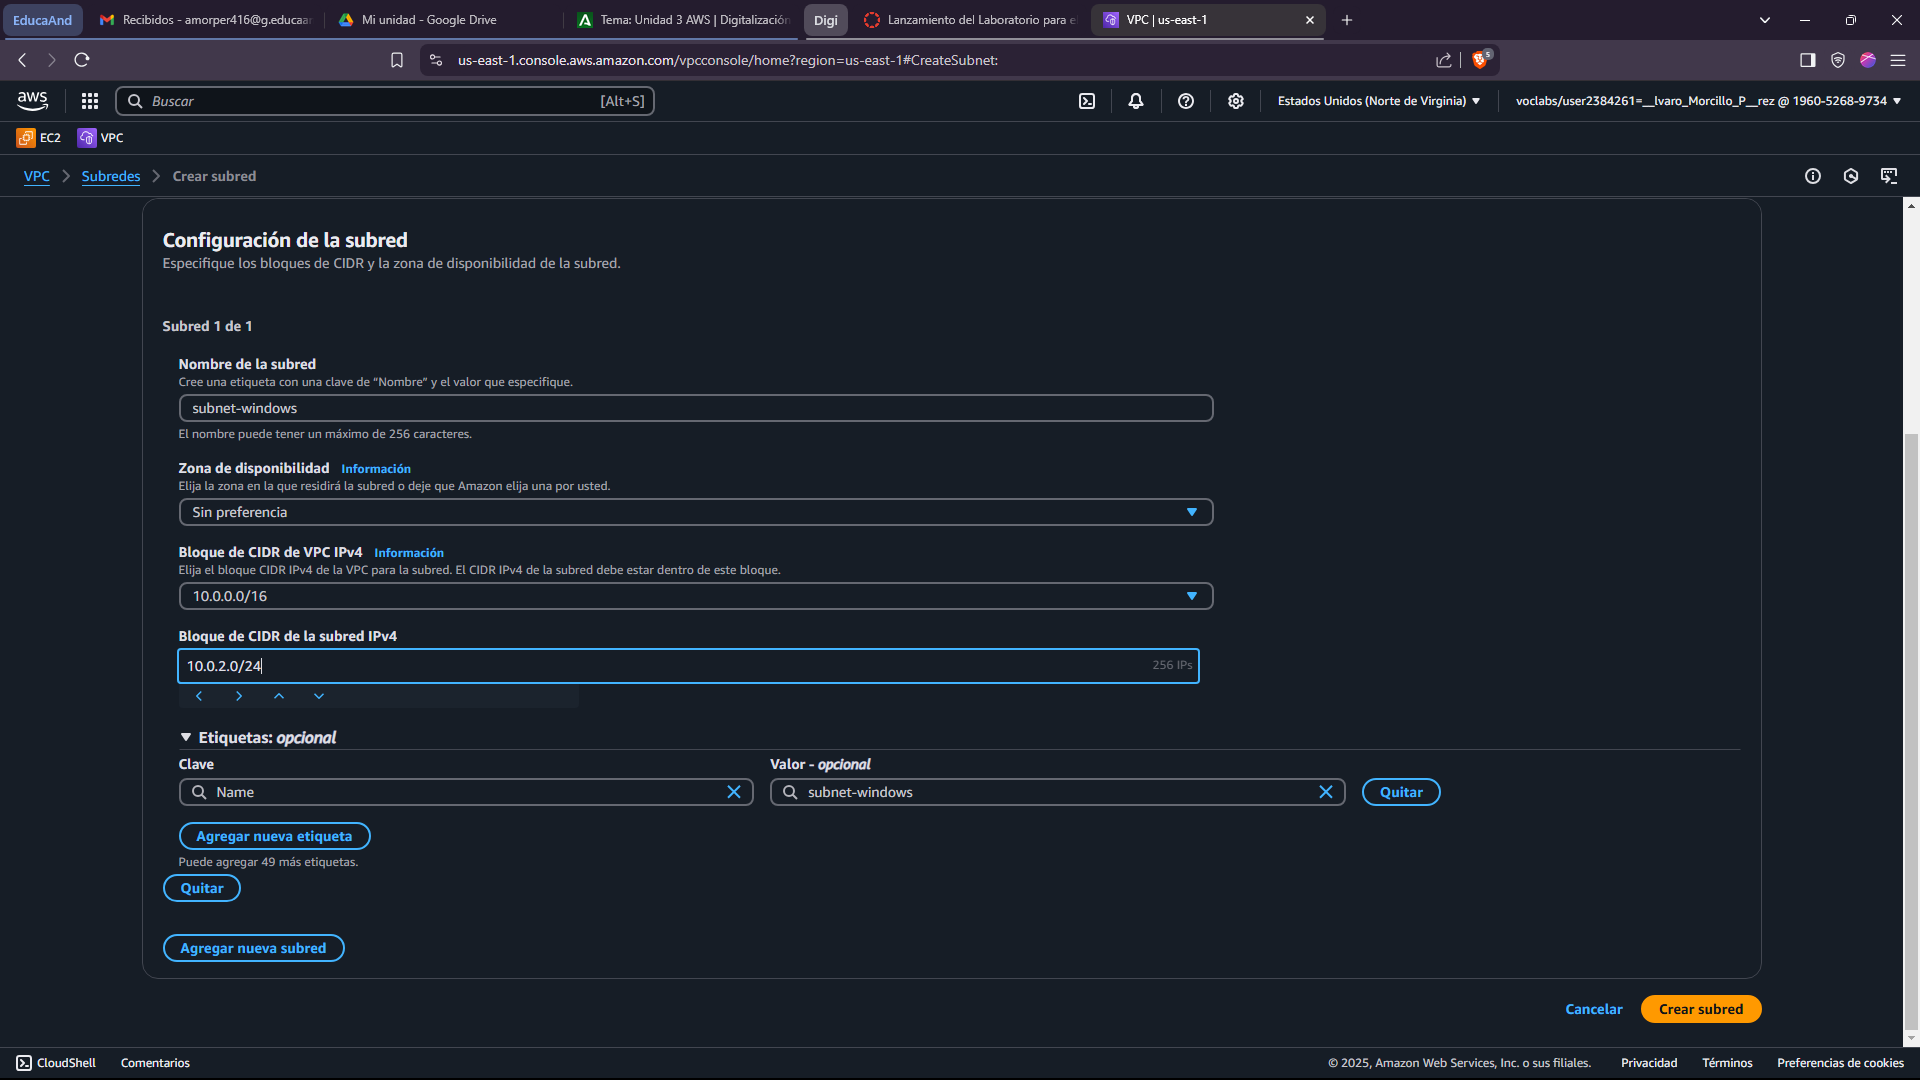 EducaAnd
Recibidos - amorper416@g.educaan
Mi unidad - Google Drive
Tema: Unidad 3 AWS | Digitalización
Digi
Lanzamiento del Laboratorio para e
VPC | us-east-1
us-east-1.console.aws.amazon.com/vpcconsole/home?region=us-east-1#CreateSubnet:
5
aws
Buscar
[Alt+S]
Estados Unidos (Norte de Virginia)
voclabs/user2384261=__lvaro_Morcillo_P__rez @ 1960-5268-9734
EC2
VPC
VPC
Subredes
Crear subred
Configuración de la subred
Especifique los bloques de CIDR y la zona de disponibilidad de la subred.
Subred 1 de 1
Nombre de la subred
Cree una etiqueta con una clave de “Nombre” y el valor que especifique.
subnet-windows
El nombre puede tener un máximo de 256 caracteres.
Zona de disponibilidad Información
Elija la zona en la que residirá la subred o deje que Amazon elija una por usted.
Sin preferencia
Bloque de CIDR de VPC IPv4 Información
Elija el bloque CIDR IPv4 de la VPC para la subred. El CIDR IPv4 de la subred debe estar dentro de este bloque.
10.0.0.0/16
Bloque de CIDR de la subred IPv4
10.0.2.0/24
256 IPs
Etiquetas: opcional
Clave
Valor - opcional
Name
subnet-windows
Quitar
Agregar nueva etiqueta
Puede agregar 49 más etiquetas.
Quitar
Agregar nueva subred
Cancelar
Crear subred
CloudShell
Comentarios
© 2025, Amazon Web Services, Inc. o sus filiales.
Privacidad
Términos
Preferencias de cookies